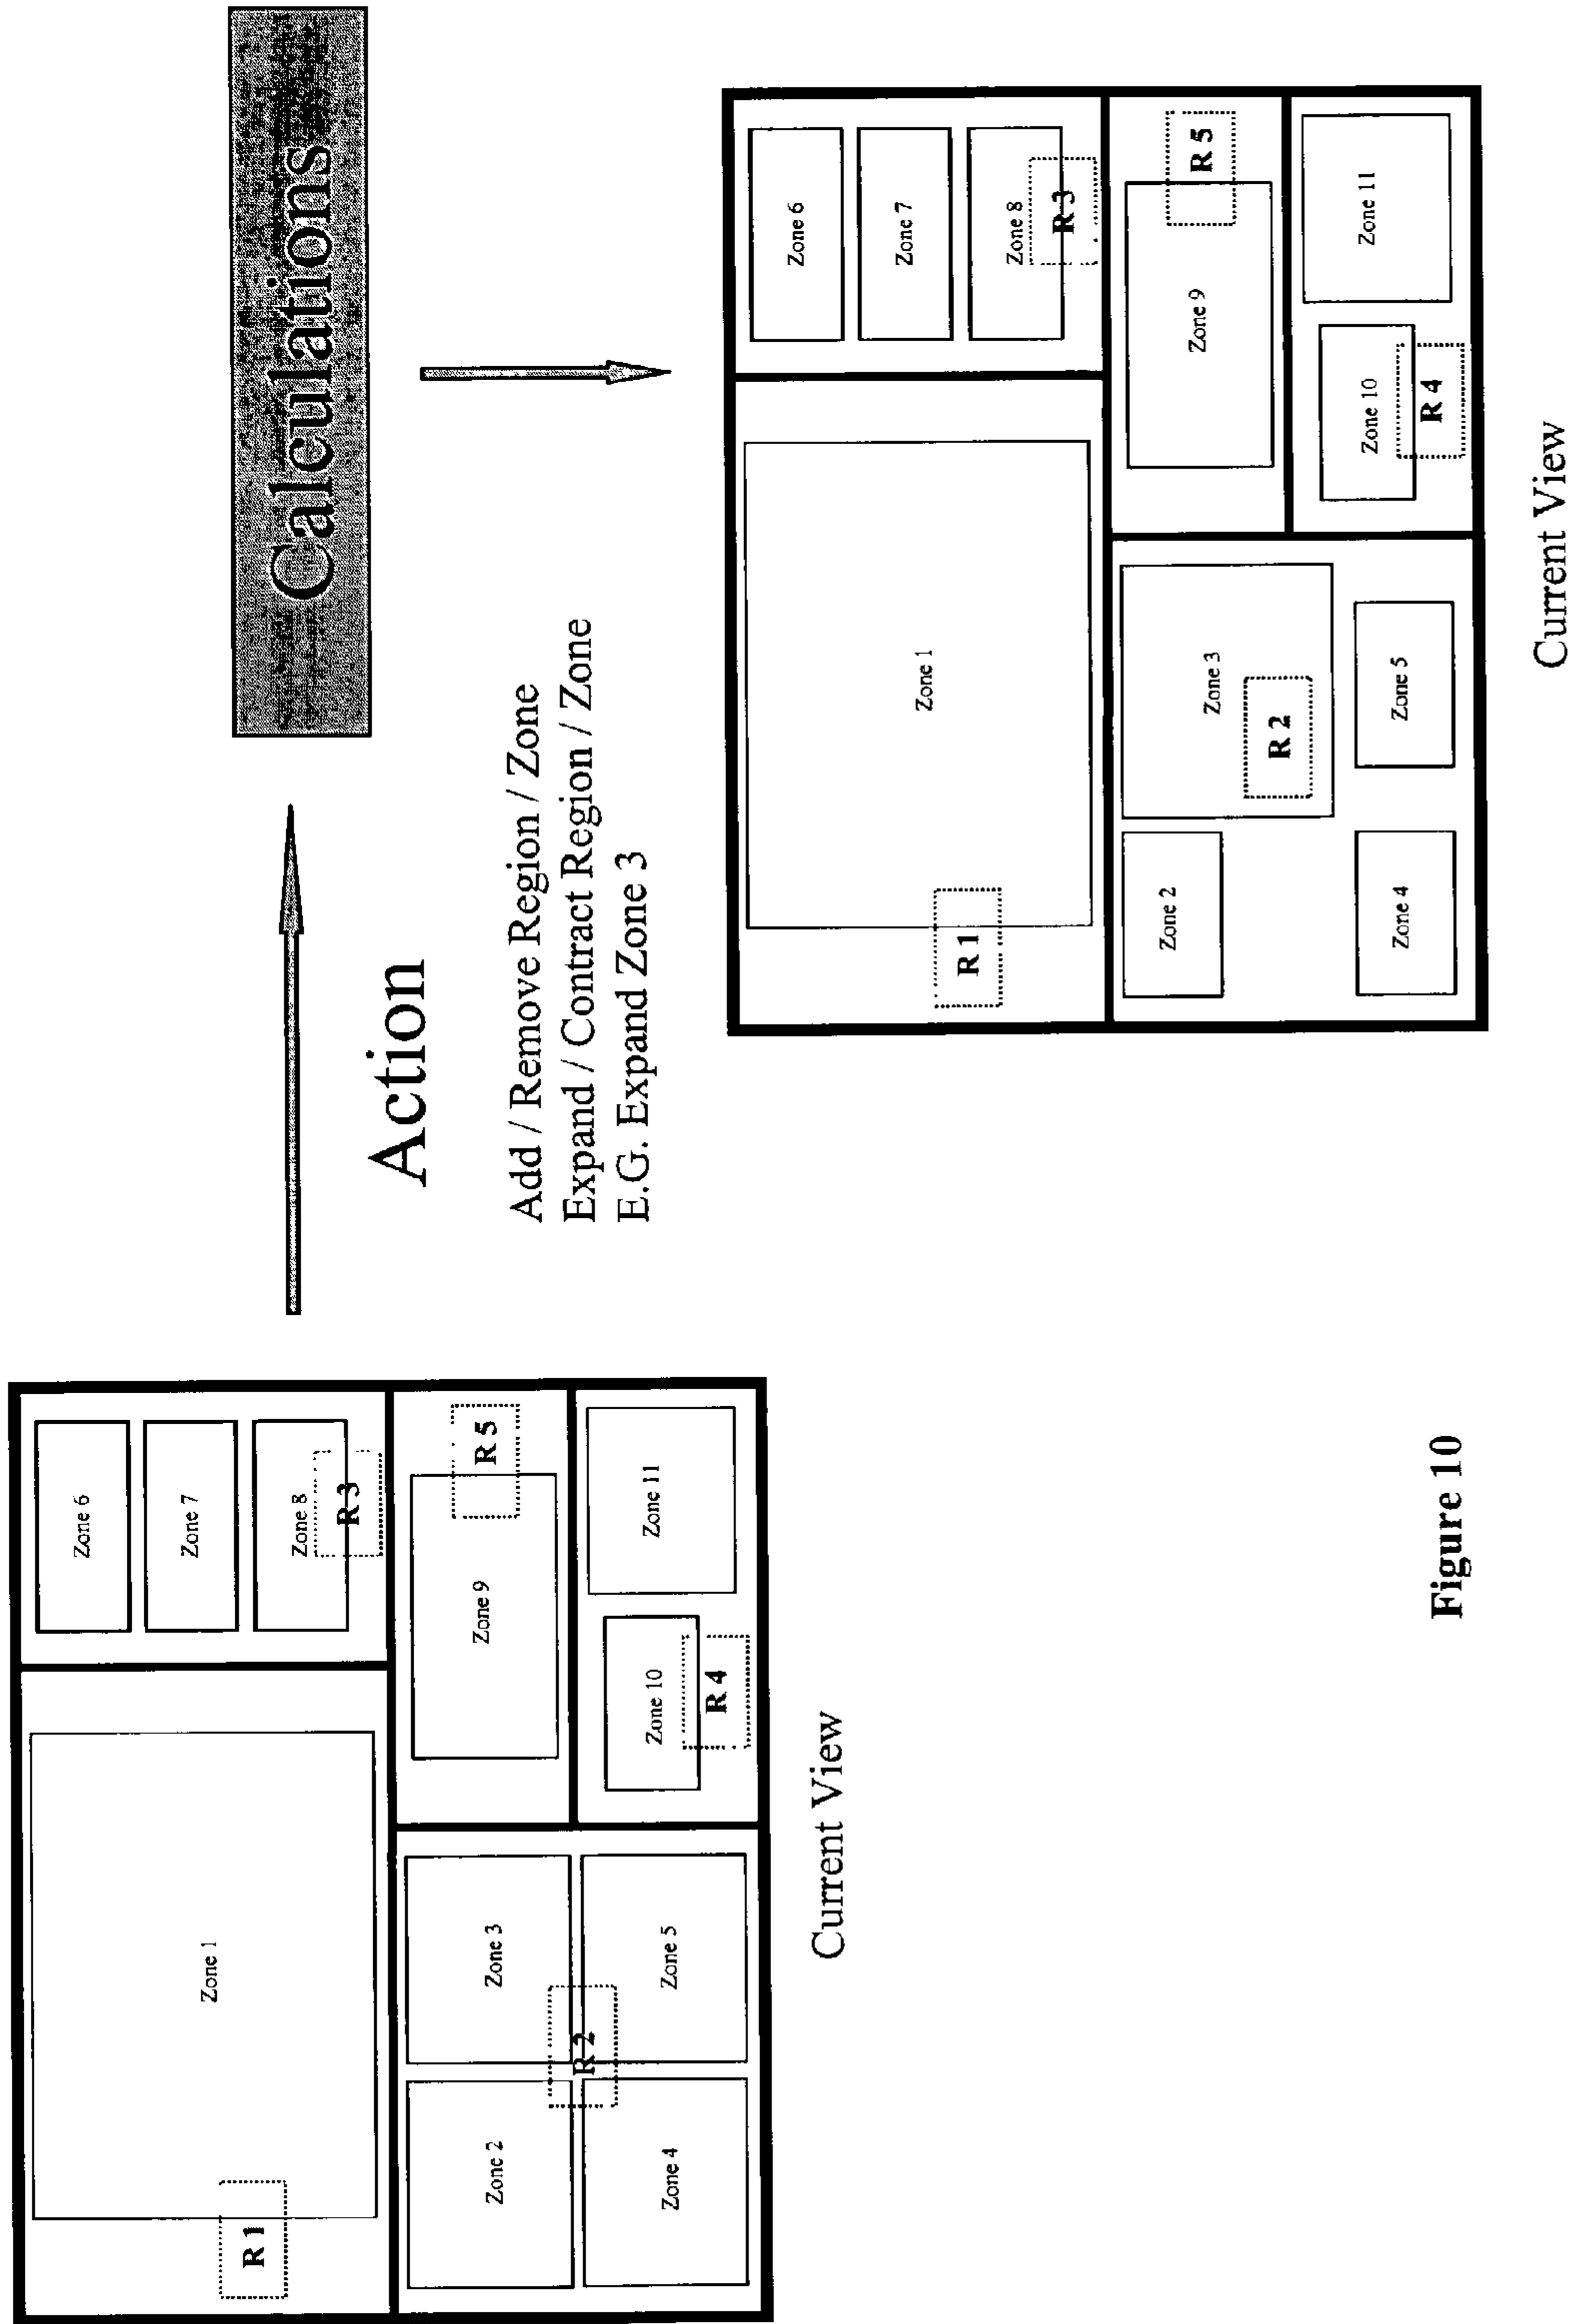 Zone 1
R 1
Zone 6
Zone 7
Zone 8
R 3
Zone 2
Zone 3
R 2
Zone 4
Zone 5
Zone 9
R 5
Zone 10
R 4
Zone 11
Current View
Action
Add / Remove Region / Zone
Expand / Contract Region / Zone
E.G. Expand Zone 3
Calculations
Zone 1
R 1
Zone 6
Zone 7
Zone 8
R 3
Zone 2
Zone 3
R 2
Zone 4
Zone 5
Zone 9
R 5
Zone 10
R 4
Zone 11
Current View
Figure 10